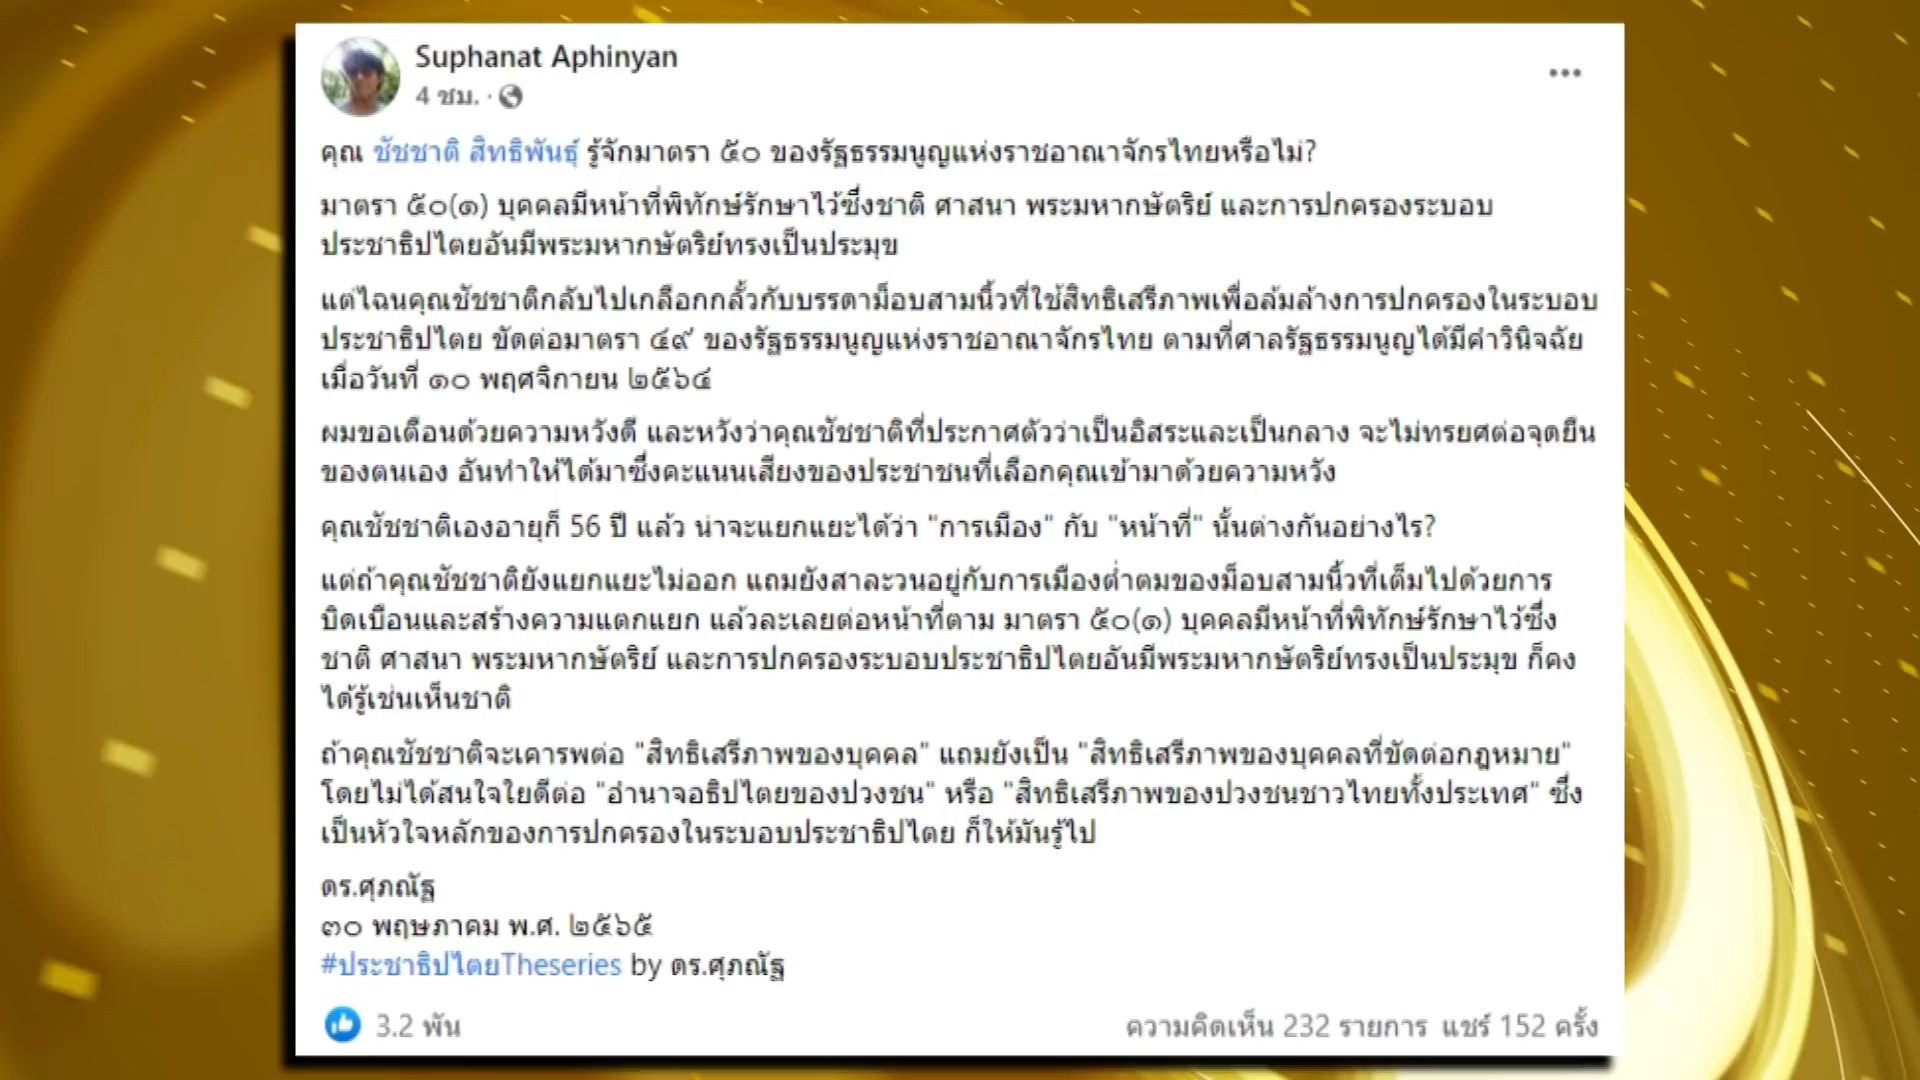 Suphanat Aphinyan
4 ชม. ·
คุณ ชัชชาติ สิทธิพันธุ์ รู้จักมาตรา ๕๐ ของรัฐธรรมนูญแห่งราชอาณาจักรไทยหรือไม่?
มาตรา ๕๐(๑) บุคคลมีหน้าที่พิทักษ์รักษาไว้ซึ่งชาติ ศาสนา พระมหากษัตริย์ และการปกครองระบอบ
ประชาธิปไตยอันมีพระมหากษัตริย์ทรงเป็นประมุข
แต่ไฉนคุณชัชชาติกลับไปเกลือกกลั้วกับบรรดาม็อบสามนิ้วที่ใช้สิทธิเสรีภาพเพื่อล้มล้างการปกครองในระบอบ
ประชาธิปไตย ขัดต่อมาตรา ๔๙ ของรัฐธรรมนูญแห่งราชอาณาจักรไทย ตามที่ศาลรัฐธรรมนูญได้มีคำวินิจฉัย
เมื่อวันที่ ๑๐ พฤศจิกายน ๒๕๖๔
ผมขอเตือนด้วยความหวังดี และหวังว่าคุณชัชชาติที่ประกาศตัวว่าเป็นอิสระและเป็นกลาง จะไม่ทรยศต่อจุดยืน
ของตนเอง อันทำให้ได้มาซึ่งคะแนนเสียงของประชาชนที่เลือกคุณเข้ามาด้วยความหวัง
คุณชัชชาติเองอายุก็ 56 ปี แล้ว น่าจะแยกแยะได้ว่า "การเมือง" กับ "หน้าที่" นั้นต่างกันอย่างไร?
แต่ถ้าคุณชัชชาติยังแยกแยะไม่ออก แถมยังสาละวนอยู่กับการเมืองต่ำตมของม็อบสามนิ้วที่เต็มไปด้วยการ
บิดเบือนและสร้างความแตกแยก แล้วละเลยต่อหน้าที่ตาม มาตรา ๕๐(๑) บุคคลมีหน้าที่พิทักษ์รักษาไว้ซึ่ง
ชาติ ศาสนา พระมหากษัตริย์ และการปกครองระบอบประชาธิปไตยอันมีพระมหากษัตริย์ทรงเป็นประมุข ก็คง
ได้รู้เช่นเห็นชาติ
ถ้าคุณชัชชาติจะเคารพต่อ "สิทธิเสรีภาพของบุคคล" แถมยังเป็น "สิทธิเสรีภาพของบุคคลที่ขัดต่อกฎหมาย"
โดยไม่ได้สนใจใยดีต่อ "อำนาจอธิปไตยของปวงชน" หรือ "สิทธิเสรีภาพของปวงชนชาวไทยทั้งประเทศ" ซึ่ง
เป็นหัวใจหลักของการปกครองในระบอบประชาธิปไตย ก็ให้มันรู้ไป
ดร.ศุภณัฐ
๓๐ พฤษภาคม พ.ศ. ๒๕๖๕
#ประชาธิปไตยTheseries by ดร.ศุภณัฐ
3.2 พัน
ความคิดเห็น 232 รายการ แชร์ 152 ครั้ง